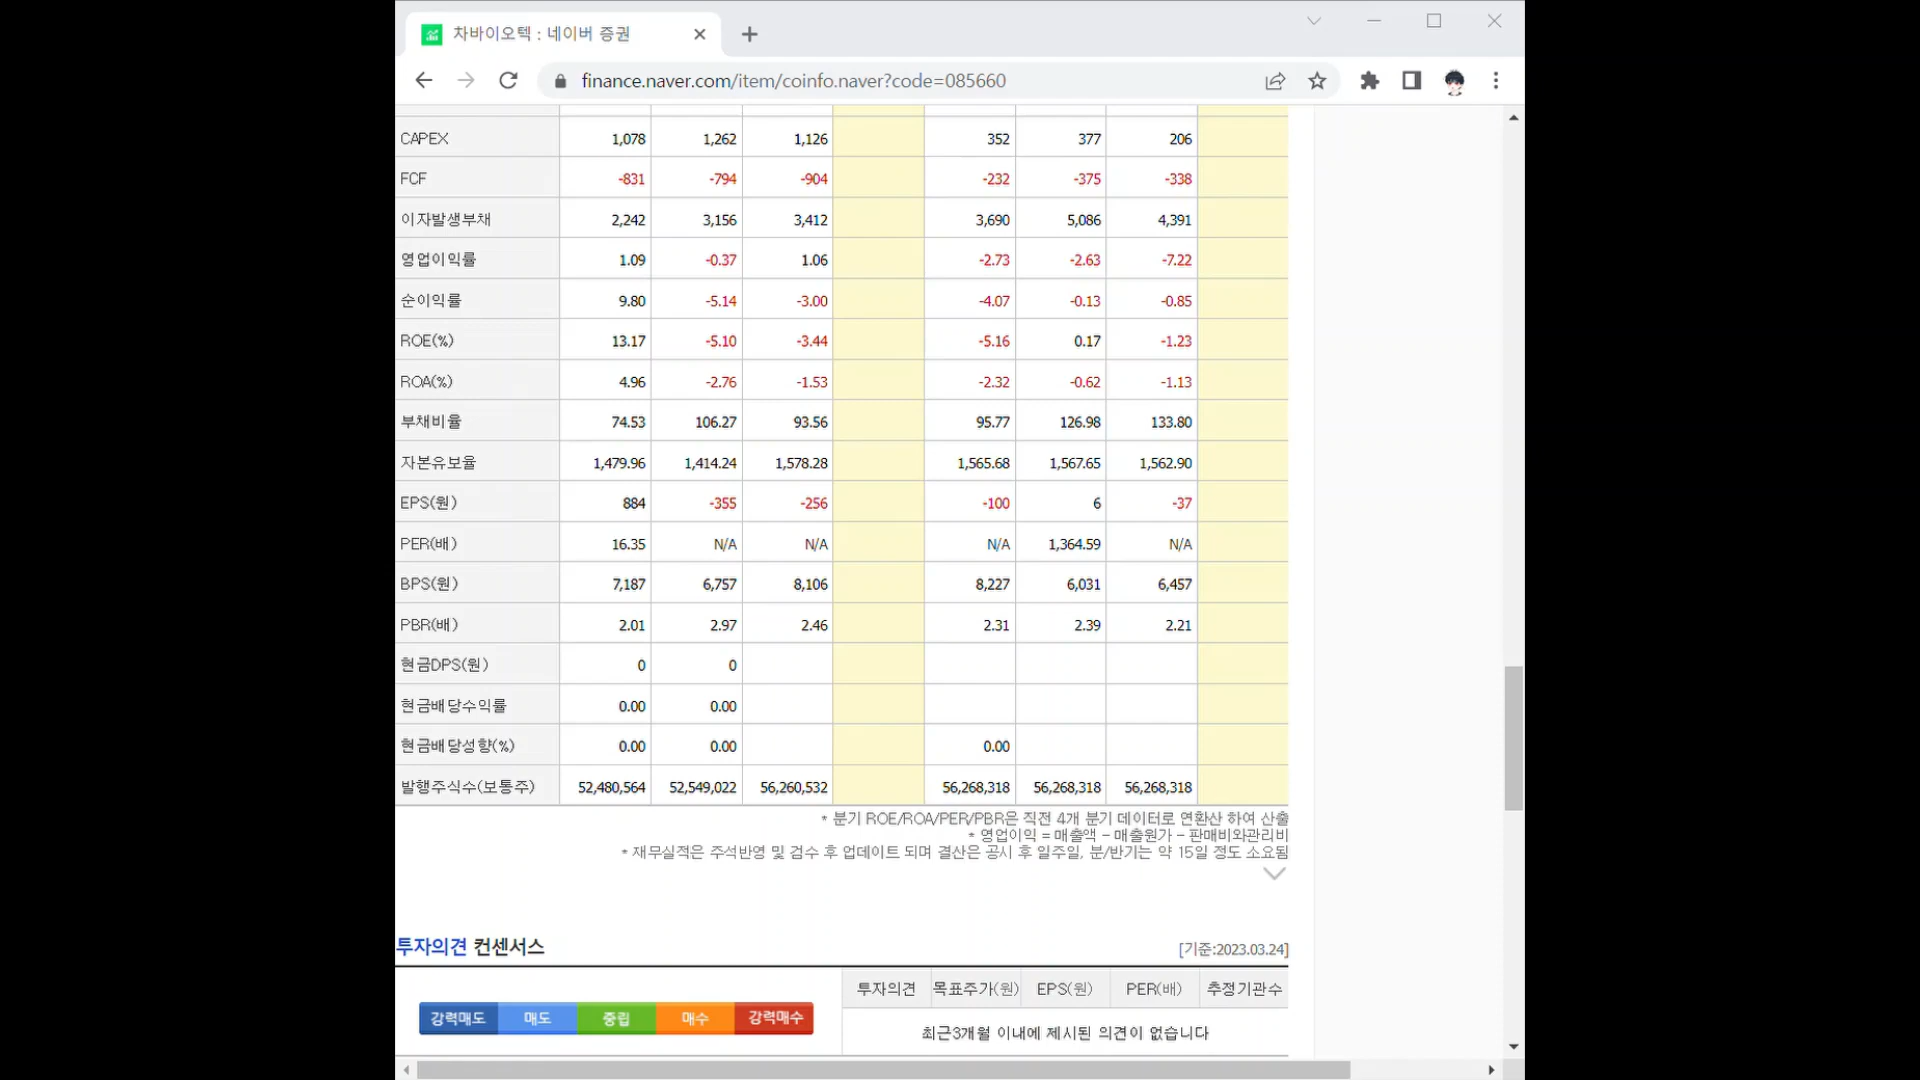 차바이오텍 : 네이버 증권
finance.naver.com/item/coinfo.naver?code=085660
CAPEX 1,078 1,262 1,126 352 377 206
FCF -831 -794 -904 -232 -375 -338
이자발생부채 2,242 3,156 3,412 3,690 5,086 4,391
영업이익률 1.09 -0.37 1.06 -2.73 -2.63 -7.22
순이익률 9.80 -5.14 -3.00 -4.07 -0.13 -0.85
ROE(%) 13.17 -5.10 -3.44 -5.16 0.17 -1.23
ROA(%) 4.96 -2.76 -1.53 -2.32 -0.62 -1.13
부채비율 74.53 106.27 93.56 95.77 126.98 133.80
자본유보율 1,479.96 1,414.24 1,578.28 1,565.68 1,567.65 1,562.90
EPS(원) 884 -355 -256 -100 6 -37
PER(배) 16.35 N/A N/A N/A 1,364.59 N/A
BPS(원) 7,187 6,757 8,106 8,227 6,031 6,457
PBR(배) 2.01 2.97 2.46 2.31 2.39 2.21
현금DPS(원) 0 0
현금배당수익률 0.00 0.00
현금배당성향(%) 0.00 0.00 0.00
발행주식수(보통주) 52,480,564 52,549,022 56,260,532 56,268,318 56,268,318 56,268,318
* 분기 ROE/ROA/PER/PBR은 직전 4개 분기 데이터로 연환산 하여 산출
* 영업이익 = 매출액 - 매출원가 - 판매비와관리비
* 재무실적은 주석반영 및 검수 후 업데이트 되며 결산은 공시 후 일주일, 분/반기는 약 15일 정도 소요됨
투자의견 컨센서스 [기준:2023.03.24]
투자의견 목표주가(원) EPS(원) PER(배) 추정기관수
강력매도 매도 중립 매수 강력매수
최근3개월 이내에 제시된 의견이 없습니다